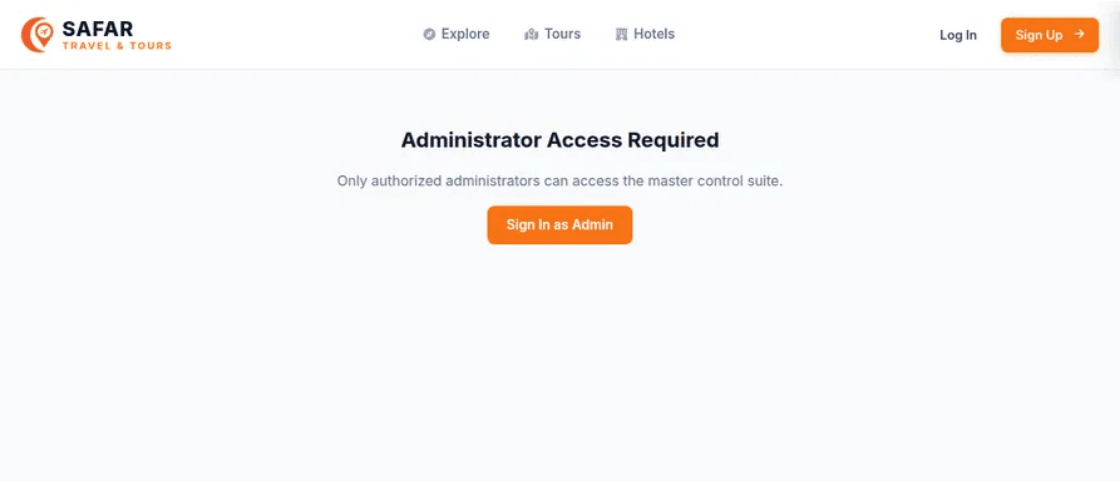 SAFAR
TRAVEL & TOURS
Explore
Tours
Hotels
Log In
Sign Up →
Administrator Access Required
Only authorized administrators can access the master control suite.
Sign In as Admin